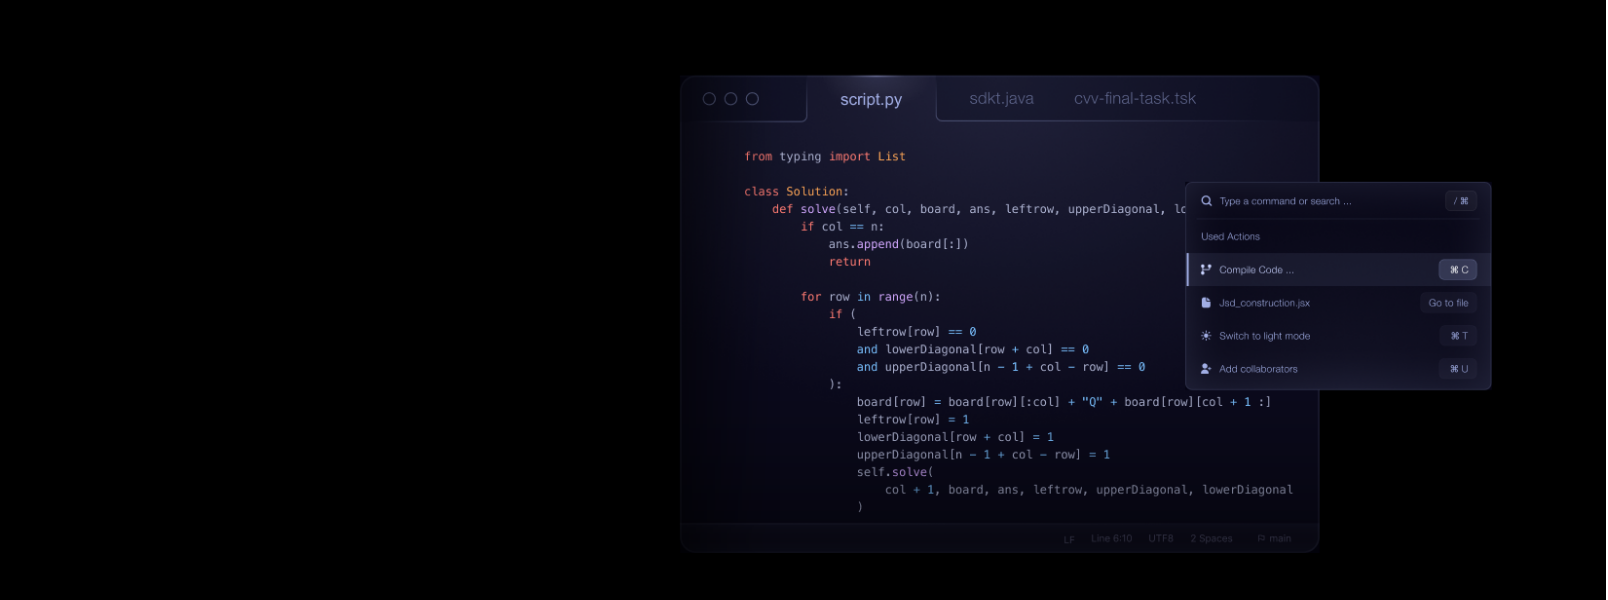 script.py
sdkt.java
cvv-final-task.tsk
from typing import List
class Solution:
def solve(self, col, board, ans, leftrow, upperDiagonal, lo
if col == n:
ans.append(board[:])
return
for row in range(n):
if (
leftrow[row] == 0
and lowerDiagonal[row + col] == 0
and upperDiagonal[n - 1 + col - row] == 0
):
board[row] = board[row][:col] + "Q" + board[row][col + 1 :]
leftrow[row] = 1
lowerDiagonal[row + col] = 1
upperDiagonal[n - 1 + col - row] = 1
self.solve(
col + 1, board, ans, leftrow, upperDiagonal, lowerDiagonal
)
LF Line 6:10 UTF8 2 Spaces main
Type a command or search ... / ⌘
Used Actions
Compile Code ... ⌘ C
Jsd_construction.jsx Go to file
Switch to light mode ⌘ T
Add collaborators ⌘ U